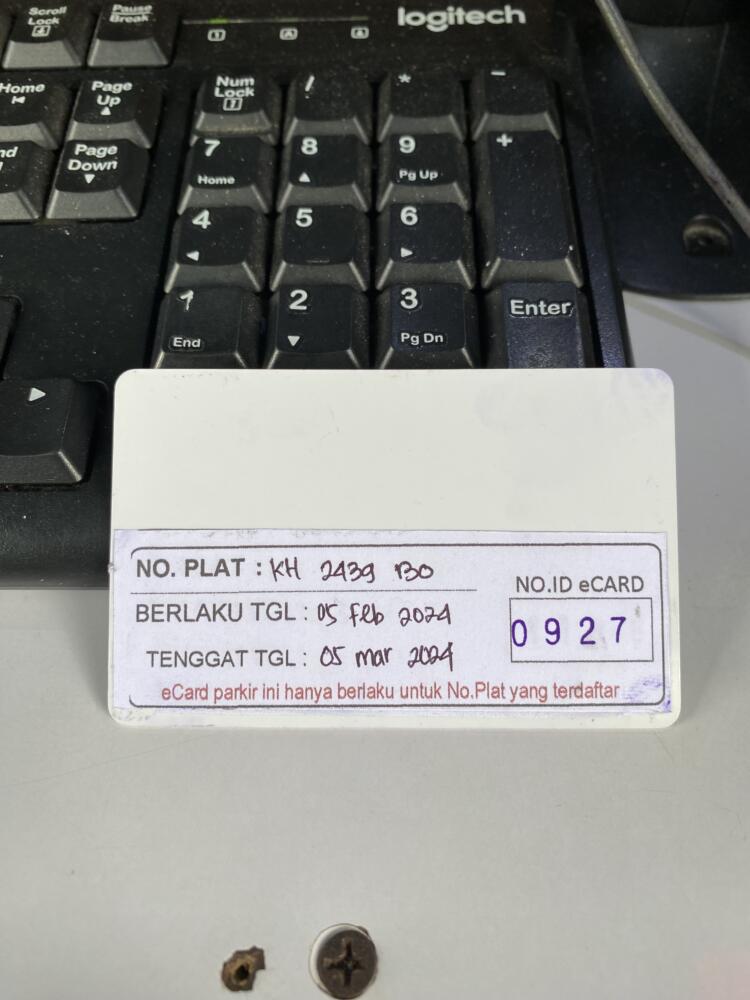 Scroll Lock
Pause Break
logitech
1
A
Home
Page Up
Num Lock
/
*
-
Page Down
7 Home
8
9 Pg Up
+
4
5
6
1 End
2
3 Pg Dn
Enter
NO. PLAT : KH 2439 BO
NO.ID eCARD
BERLAKU TGL : 05 Feb 2024
0927
TENGGAT TGL : 05 mar 2024
eCard parkir ini hanya berlaku untuk No.Plat yang terdaftar